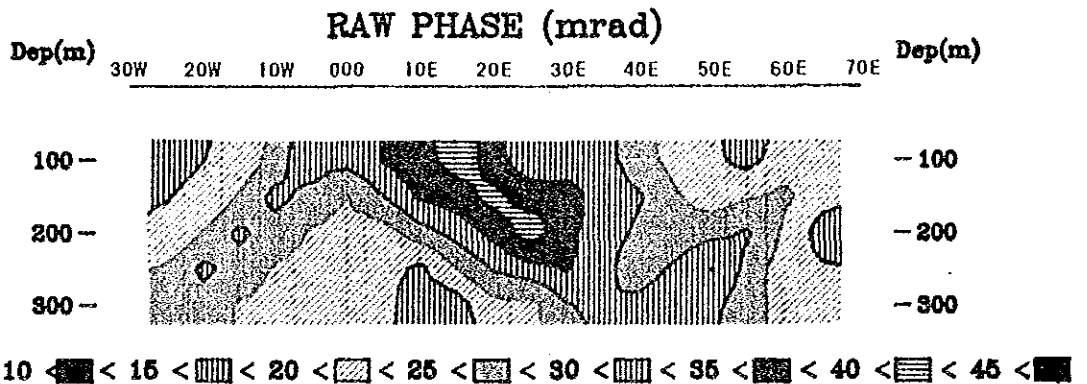 RAW PHASE (mrad)
Dep(m) Dep(m)
30W 20W 10W 000 10E 20E 30E 40E 50E 60E 70E
100 – – 100
200 – – 200
300 – – 300
10 < < 15 < < 20 < < 25 < < 30 < < 35 < < 40 < < 45 <